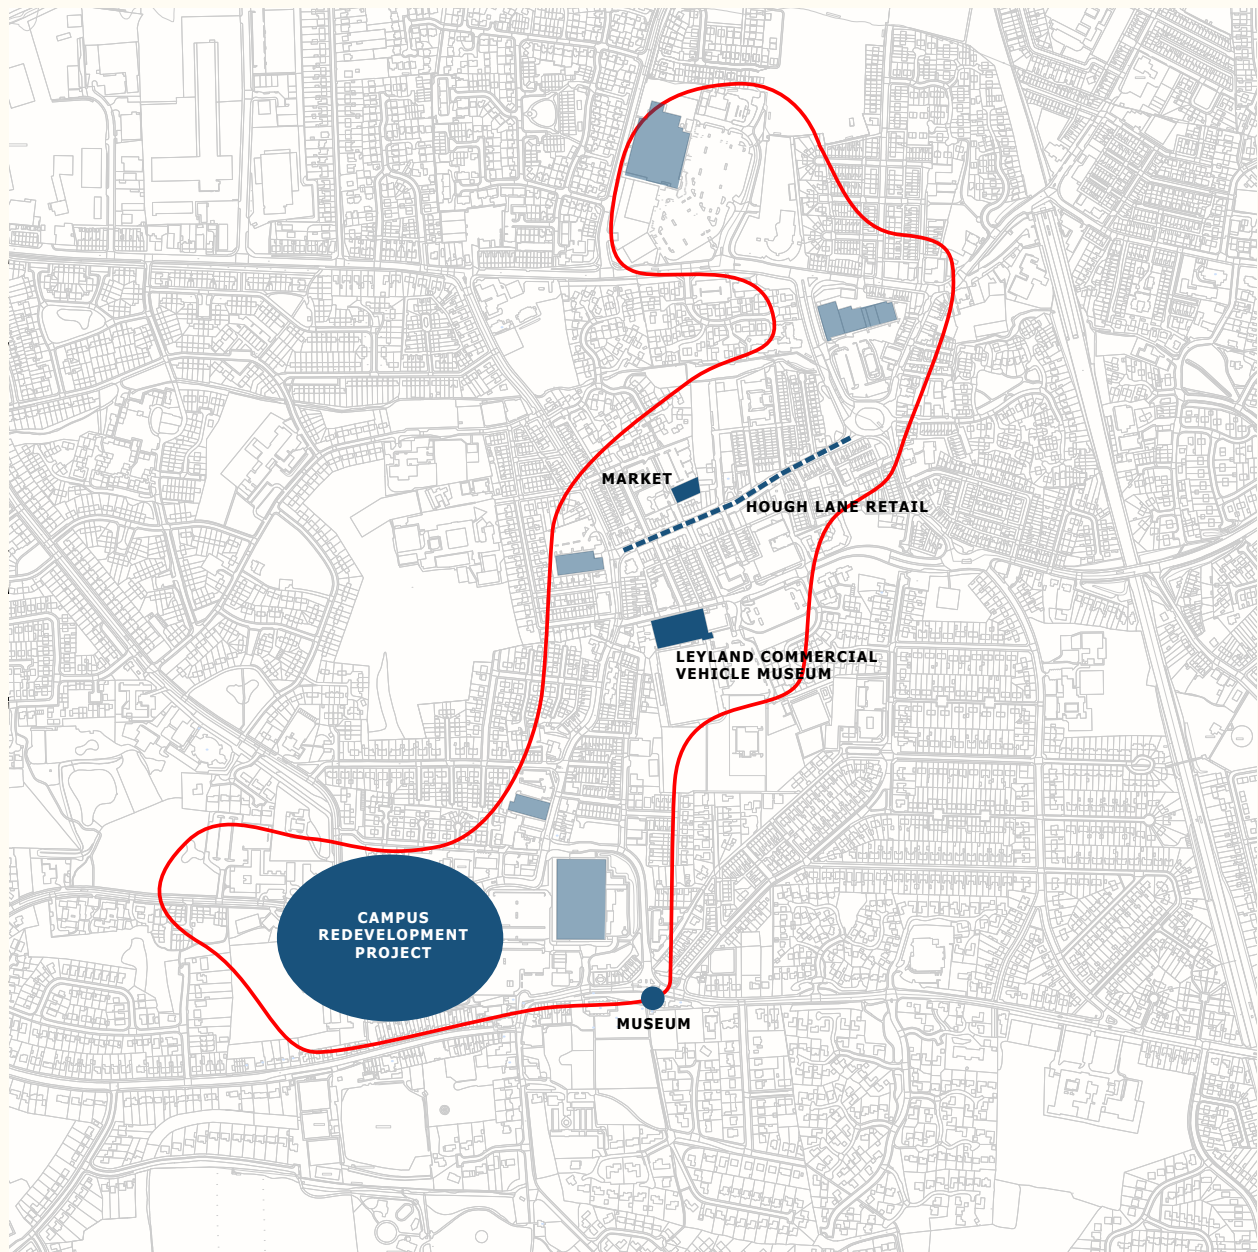 MARKET
HOUGH LANE RETAIL
LEYLAND COMMERCIAL
VEHICLE MUSEUM
CAMPUS
REDEVELOPMENT
PROJECT
MUSEUM